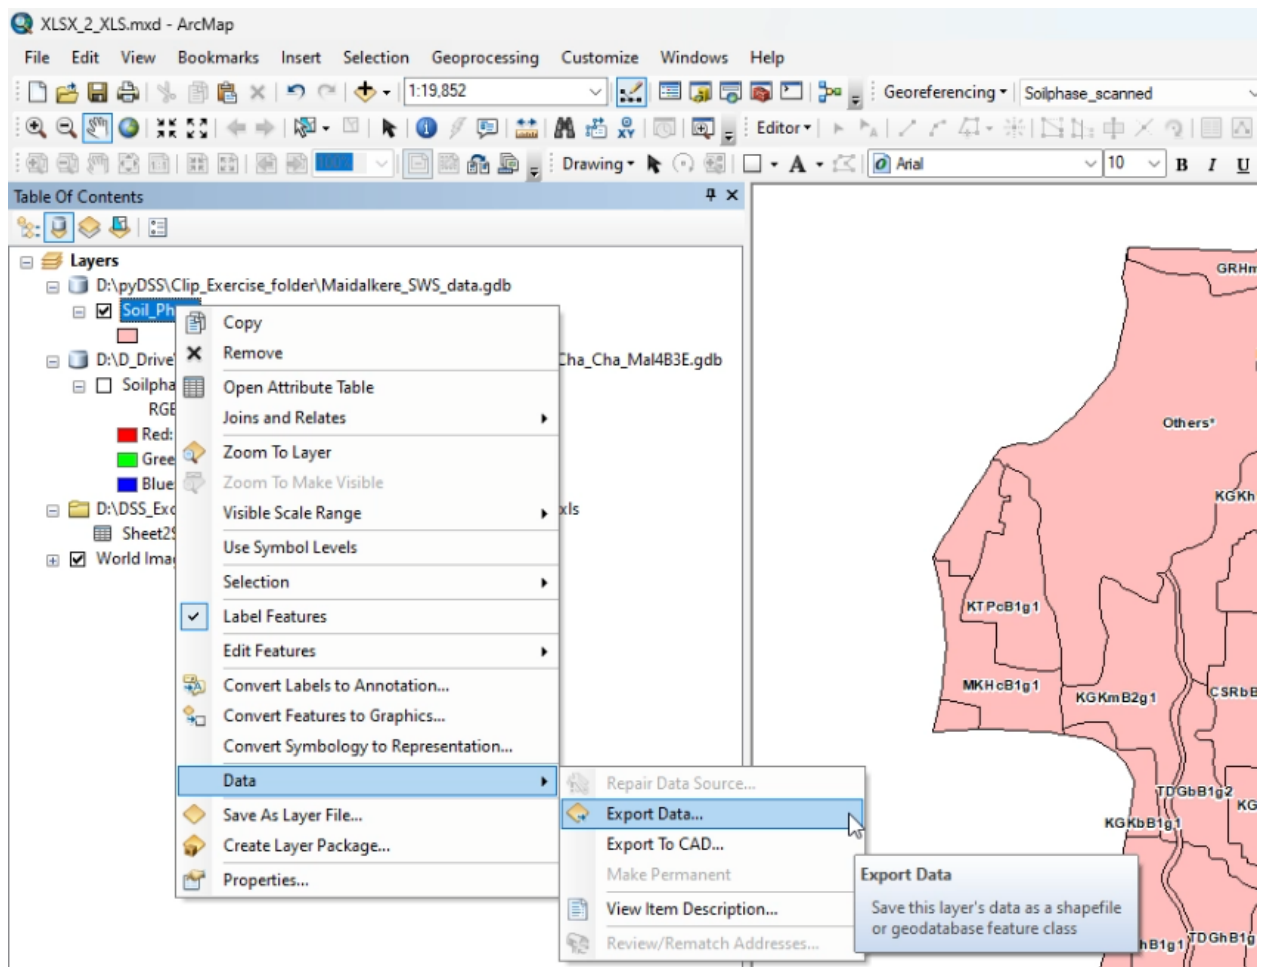 XLSX_2_XLS.mxd - ArcMap
File Edit View Bookmarks Insert Selection Geoprocessing Customize Windows Help
1:19,852 Georeferencing Soilphase_scanned
Editor
100% Drawing A Arial 10 B I U
Table Of Contents
Layers
D:\pyDSS\Clip_Exercise_folder\Maidalkere_SWS_data.gdb
Soil_Ph
D:\D_Drive Cha_Cha_Mal4B3E.gdb
Soilpha
RGB
Red:
Gree
Blue
D:\DSS_Exc xls
Sheet2
World Ima
Copy
Remove
Open Attribute Table
Joins and Relates
Zoom To Layer
Zoom To Make Visible
Visible Scale Range
Use Symbol Levels
Selection
Label Features
Edit Features
Convert Labels to Annotation...
Convert Features to Graphics...
Convert Symbology to Representation...
Data
Save As Layer File...
Create Layer Package...
Properties...
Repair Data Source...
Export Data...
Export To CAD...
Make Permanent
View Item Description...
Review/Rematch Addresses...
Export Data
Save this layer's data as a shapefile
or geodatabase feature class
GRHm
Others*
KGKh
KTPcB1g1
MKHcB1g1
KGKmB2g1
CSRbB
TDGbB1g2
KG
KGKbB1g1
hB1g1
TDGhB1g